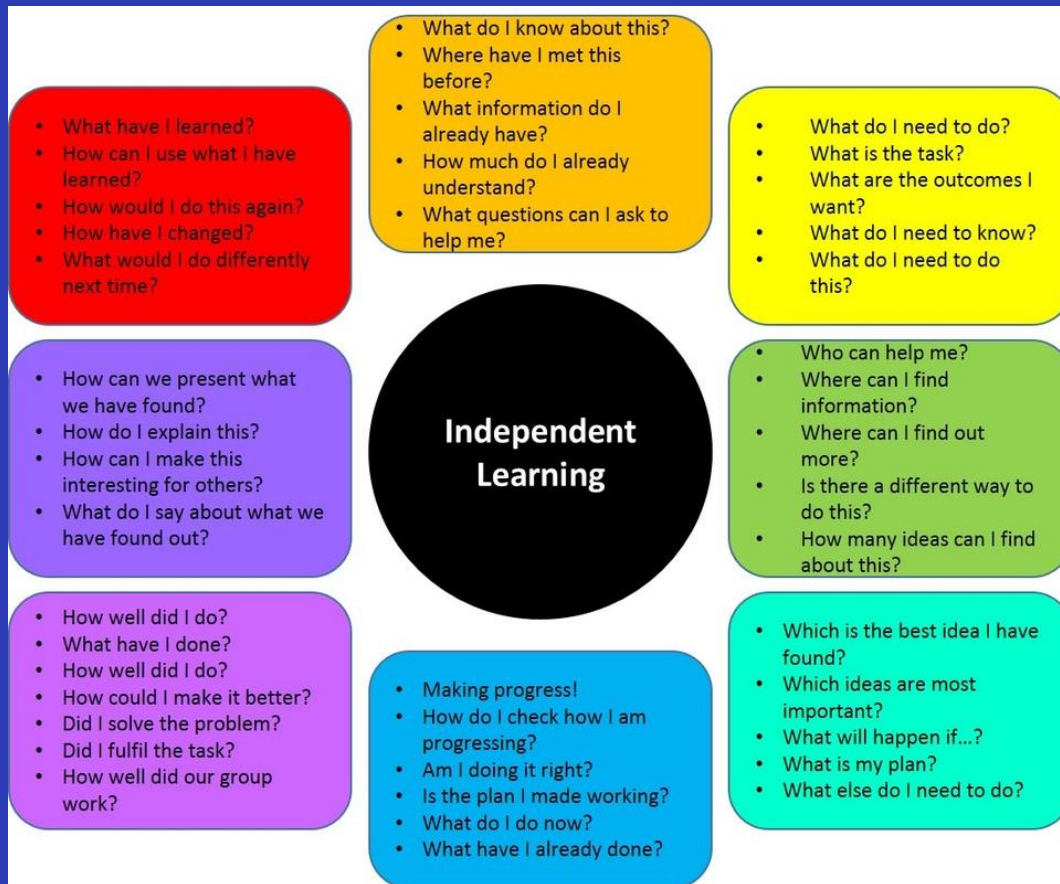 • What do I know about this?
• Where have I met this
before?
• What information do I
already have?
• How much do I already
understand?
• What questions can I ask to
help me?
• What do I need to do?
• What is the task?
• What are the outcomes I
want?
• What do I need to know?
• What do I need to do
this?
• Who can help me?
• Where can I find
information?
• Where can I find out
more?
• Is there a different way to
do this?
• How many ideas can I find
about this?
• Which is the best idea I have
found?
• Which ideas are most
important?
• What will happen if...?
• What is my plan?
• What else do I need to do?
• Making progress!
• How do I check how I am
progressing?
• Am I doing it right?
• Is the plan I made working?
• What do I do now?
• What have I already done?
• How well did I do?
• What have I done?
• How well did I do?
• How could I make it better?
• Did I solve the problem?
• Did I fulfil the task?
• How well did our group
work?
• How can we present what
we have found?
• How do I explain this?
• How can I make this
interesting for others?
• What do I say about what we
have found out?
• What have I learned?
• How can I use what I have
learned?
• How would I do this again?
• How have I changed?
• What would I do differently
next time?
Independent
Learning